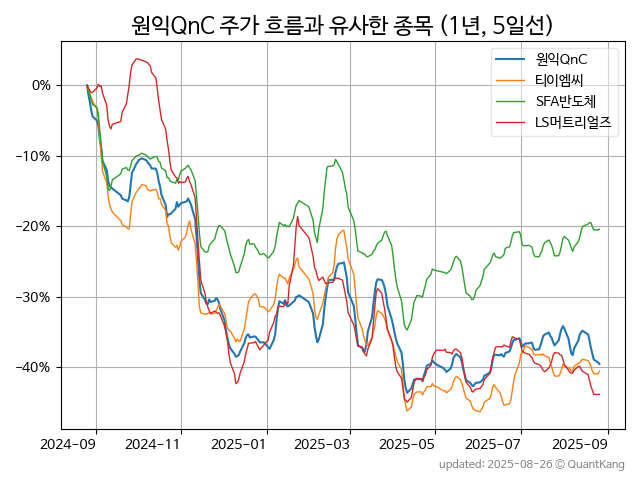 원익QnC 주가 흐름과 유사한 종목 (1년, 5일선)
원익QnC
티이엠씨
SFA반도체
LS머트리얼즈
0%
−10%
−20%
−30%
−40%
2024−09
2024−11
2025−01
2025−03
2025−05
2025−07
2025−09
updated: 2025-08-26 © QuantKang